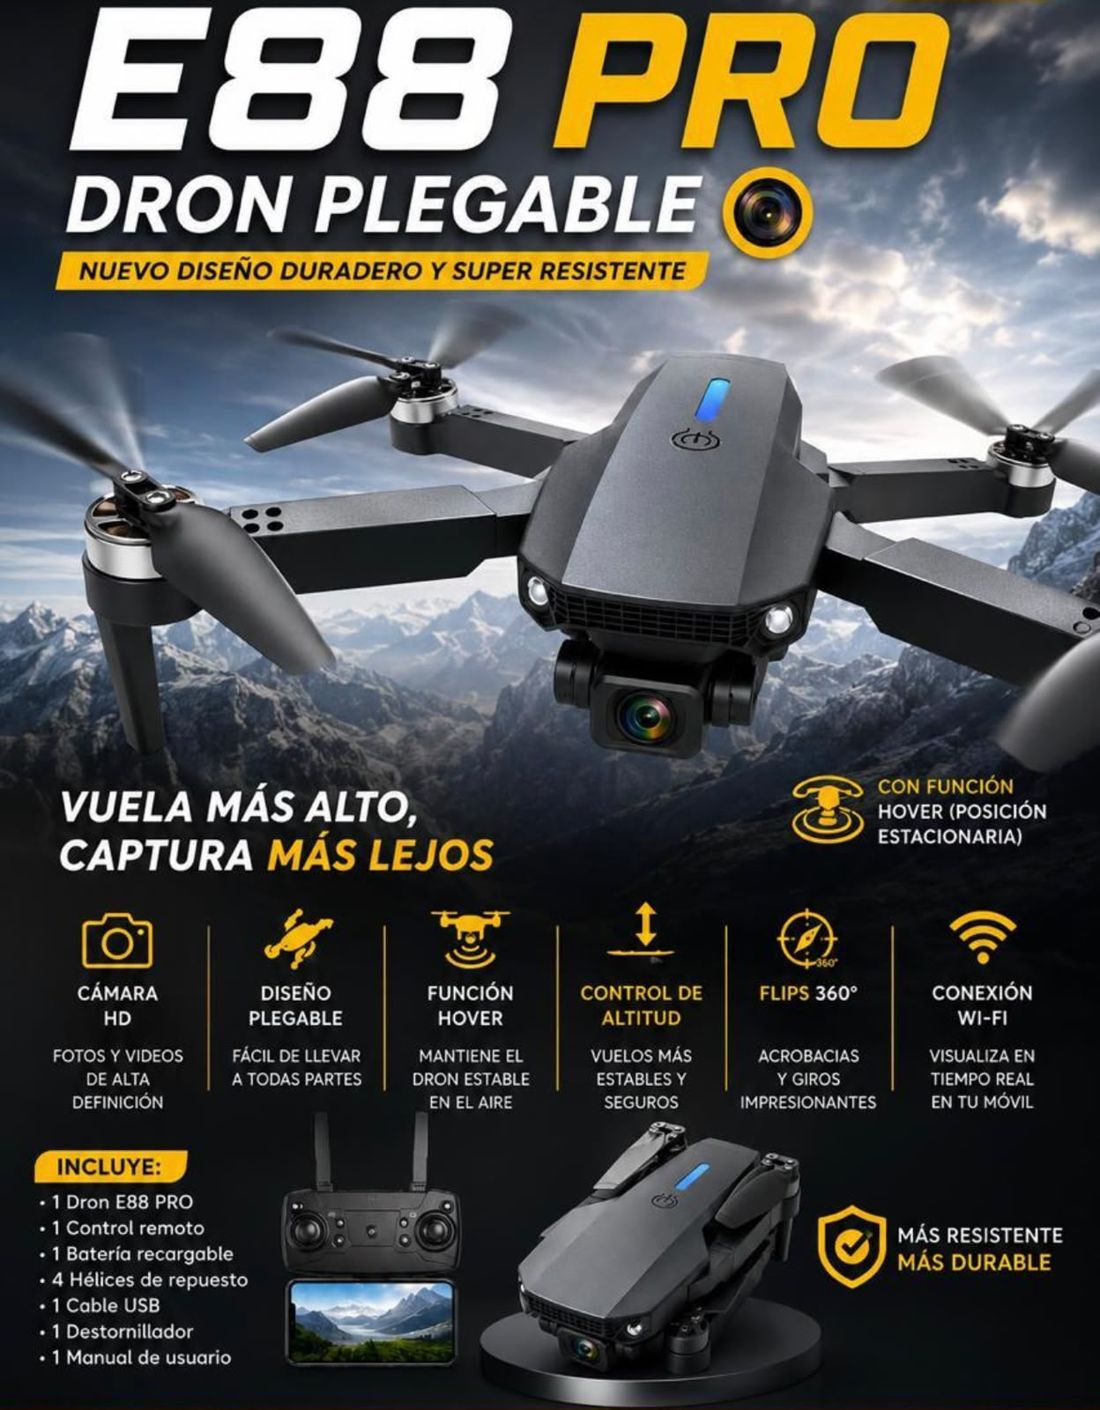 E88 PRO
DRON PLEGABLE
NUEVO DISEÑO DURADERO Y SUPER RESISTENTE
VUELA MÁS ALTO,
CAPTURA MÁS LEJOS
CON FUNCIÓN
HOVER (POSICIÓN
ESTACIONARIA)
CÁMARA
HD
FOTOS Y VIDEOS
DE ALTA
DEFINICIÓN
DISEÑO
PLEGABLE
FÁCIL DE LLEVAR
A TODAS PARTES
FUNCIÓN
HOVER
MANTIENE EL
DRON ESTABLE
EN EL AIRE
CONTROL DE
ALTITUD
VUELOS MÁS
ESTABLES Y
SEGUROS
360°
FLIPS 360°
ACROBACIAS
Y GIROS
IMPRESIONANTES
CONEXIÓN
WI-FI
VISUALIZA EN
TIEMPO REAL
EN TU MÓVIL
INCLUYE:
• 1 Dron E88 PRO
• 1 Control remoto
• 1 Batería recargable
• 4 Hélices de repuesto
• 1 Cable USB
• 1 Destornillador
• 1 Manual de usuario
MÁS RESISTENTE
MÁS DURABLE